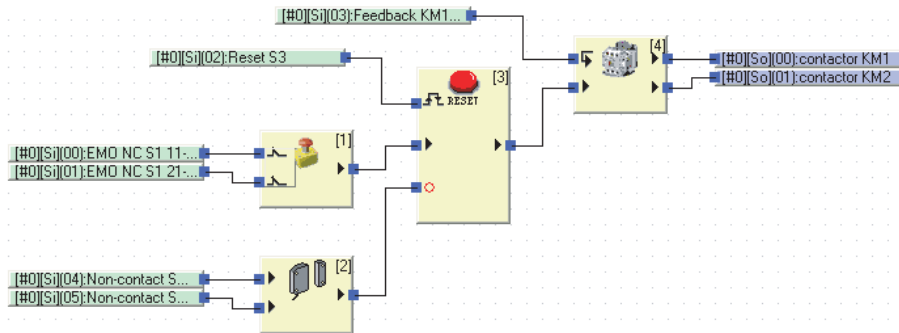 [#0][Si](03):Feedback KM1...
[4]
[#0][Si](02):Reset S3
[#0][So](00):contactor KM1
[#0][So](01):contactor KM2
[3]
RESET
[1]
[#0][Si](00):EMO NC S1 11-...
[#0][Si](01):EMO NC S1 21-...
[2]
[#0][Si](04):Non-contact S...
[#0][Si](05):Non-contact S...